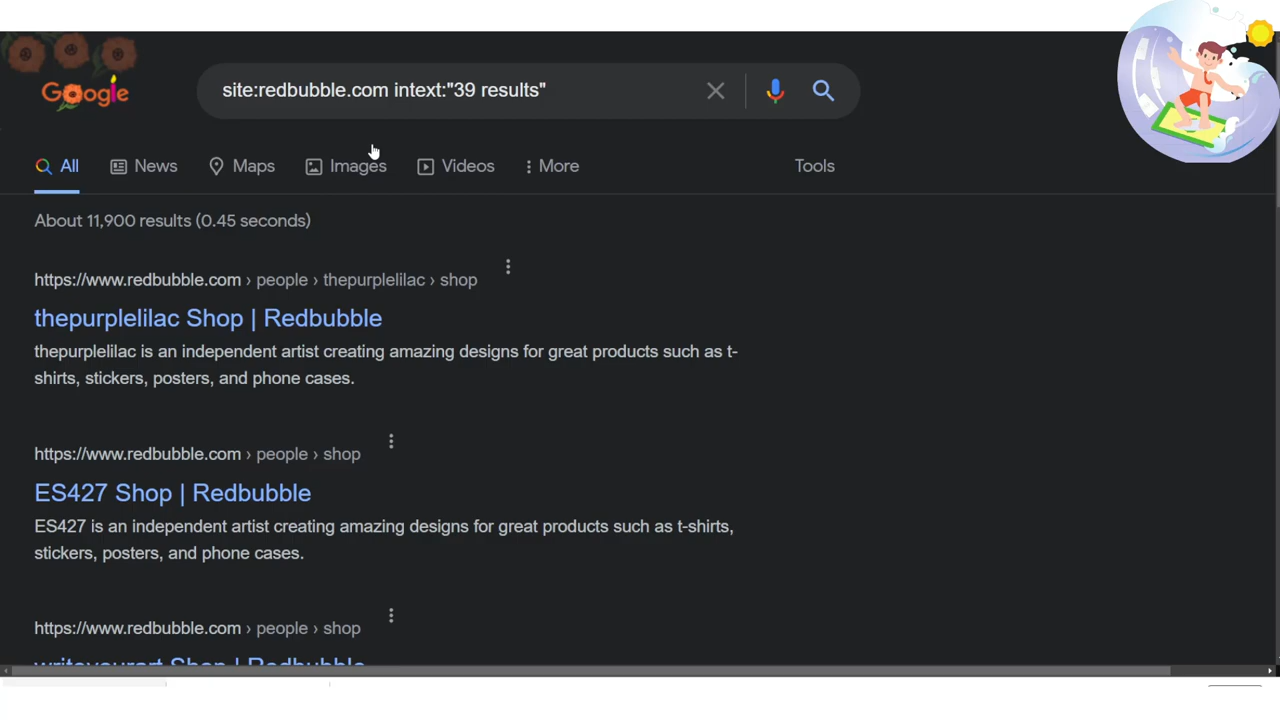 Google
site:redbubble.com intext:"39 results"
All
News
Maps
Images
Videos
More
Tools
About 11,900 results (0.45 seconds)
https://www.redbubble.com › people › thepurplelilac › shop
thepurplelilac Shop | Redbubble
thepurplelilac is an independent artist creating amazing designs for great products such as t-
shirts, stickers, posters, and phone cases.
https://www.redbubble.com › people › shop
ES427 Shop | Redbubble
ES427 is an independent artist creating amazing designs for great products such as t-shirts,
stickers, posters, and phone cases.
https://www.redbubble.com › people › shop
writeyourart Shop | Redbubble